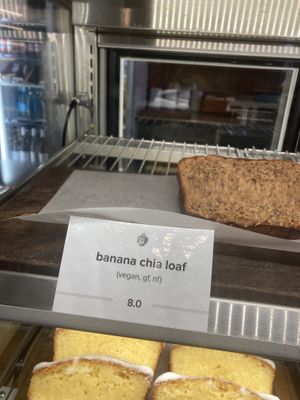 banana chia loaf
(vegan, gf, nf)
8.0